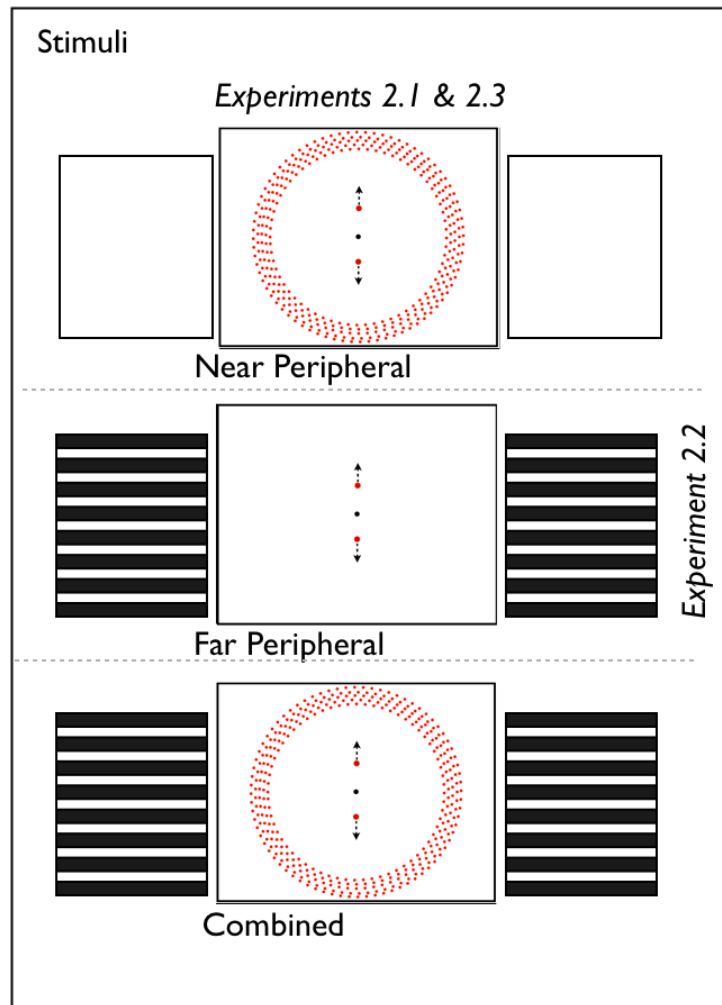 Stimuli
Experiments 2.1 & 2.3
Near Peripheral
Experiment 2.2
Far Peripheral
Combined